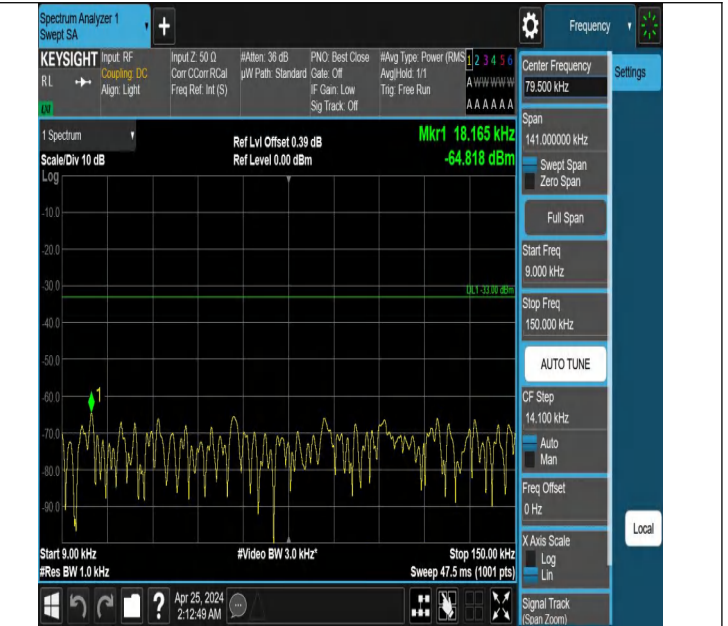 Spectrum Analyzer 1
Swept SA
Frequency
KEYSIGHT
RL
Input: RF
Coupling: DC
Align: Light
Input Z: 50 Ω
Corr CCorr RCal
Freq Ref: Int (S)
#Atten: 36 dB
µW Path: Standard
PNO: Best Close
Gate: Off
IF Gain: Low
Sig Track: Off
#Avg Type: Power (RMS
Avg|Hold: 1/1
Trig: Free Run
1 2 3 4 5 6
A W W W W W
A A A A A A
1 Spectrum
Scale/Div 10 dB
Log
Ref Lvl Offset 0.39 dB
Ref Level 0.00 dBm
Mkr1 18.165 kHz
-64.818 dBm
-10.0
-20.0
-30.0
DL1 -33.00 dBm
-40.0
-50.0
-60.0
1
-70.0
-80.0
-90.0
Start 9.00 kHz
#Res BW 1.0 kHz
#Video BW 3.0 kHz*
Stop 150.00 kHz
Sweep 47.5 ms (1001 pts)
Center Frequency
79.500 kHz
Settings
Span
141.000000 kHz
Swept Span
Zero Span
Full Span
Start Freq
9.000 kHz
Stop Freq
150.000 kHz
AUTO TUNE
CF Step
14.100 kHz
Auto
Man
Freq Offset
0 Hz
X Axis Scale
Log
Lin
Local
Signal Track
(Span Zoom)
?
Apr 25, 2024
2:12:49 AM